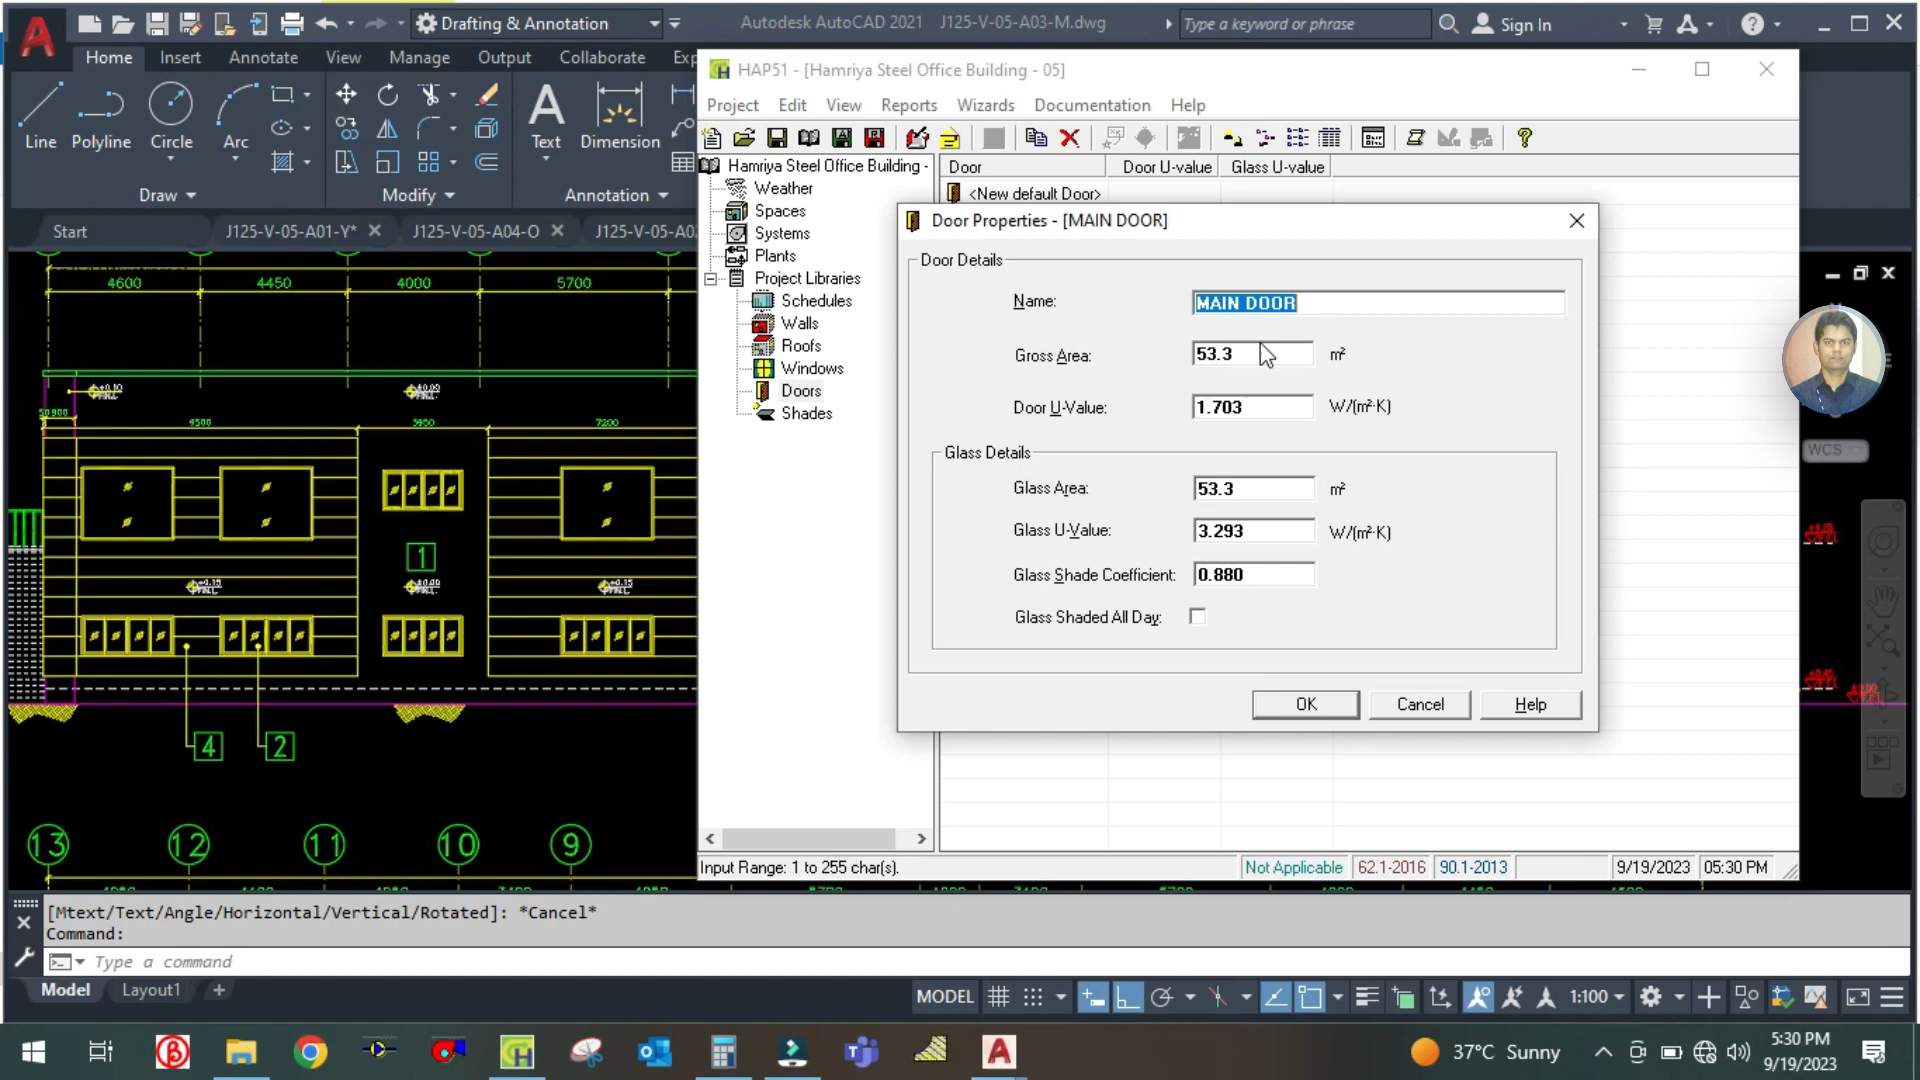 Drafting & Annotation
Autodesk AutoCAD 2021 J125-V-05-A03-M.dwg
Type a keyword or phrase
Sign In
Home Insert Annotate View Manage Output Collaborate Exp
Line Polyline Circle Arc
Text Dimension
Draw Modify Annotation
Start J125-V-05-A01-Y* J125-V-05-A04-O J125-V-05-A0
HAP51 - [Hamriya Steel Office Building - 05]
Project Edit View Reports Wizards Documentation Help
Hamriya Steel Office Building -
Weather
Spaces
Systems
Plants
Project Libraries
Schedules
Walls
Roofs
Windows
Doors
Shades
Door Door U-value Glass U-value
<New default Door>
Door Properties - [MAIN DOOR]
Door Details
Name: MAIN DOOR
Gross Area: 53.3 m²
Door U-Value: 1.703 W/(m²·K)
Glass Details
Glass Area: 53.3 m²
Glass U-Value: 3.293 W/(m²·K)
Glass Shade Coefficient: 0.880
Glass Shaded All Day:
OK Cancel Help
Input Range: 1 to 255 char(s).
Not Applicable 62.1-2016 90.1-2013 9/19/2023 05:30 PM
4600 4450 4000 5700
9500 3950 7200
1
4 2
13 12 11 10 9
WCS
[Mtext/Text/Angle/Horizontal/Vertical/Rotated]: *Cancel*
Command:
Type a command
Model Layout1 +
MODEL 1:100
37°C Sunny
5:30 PM
9/19/2023